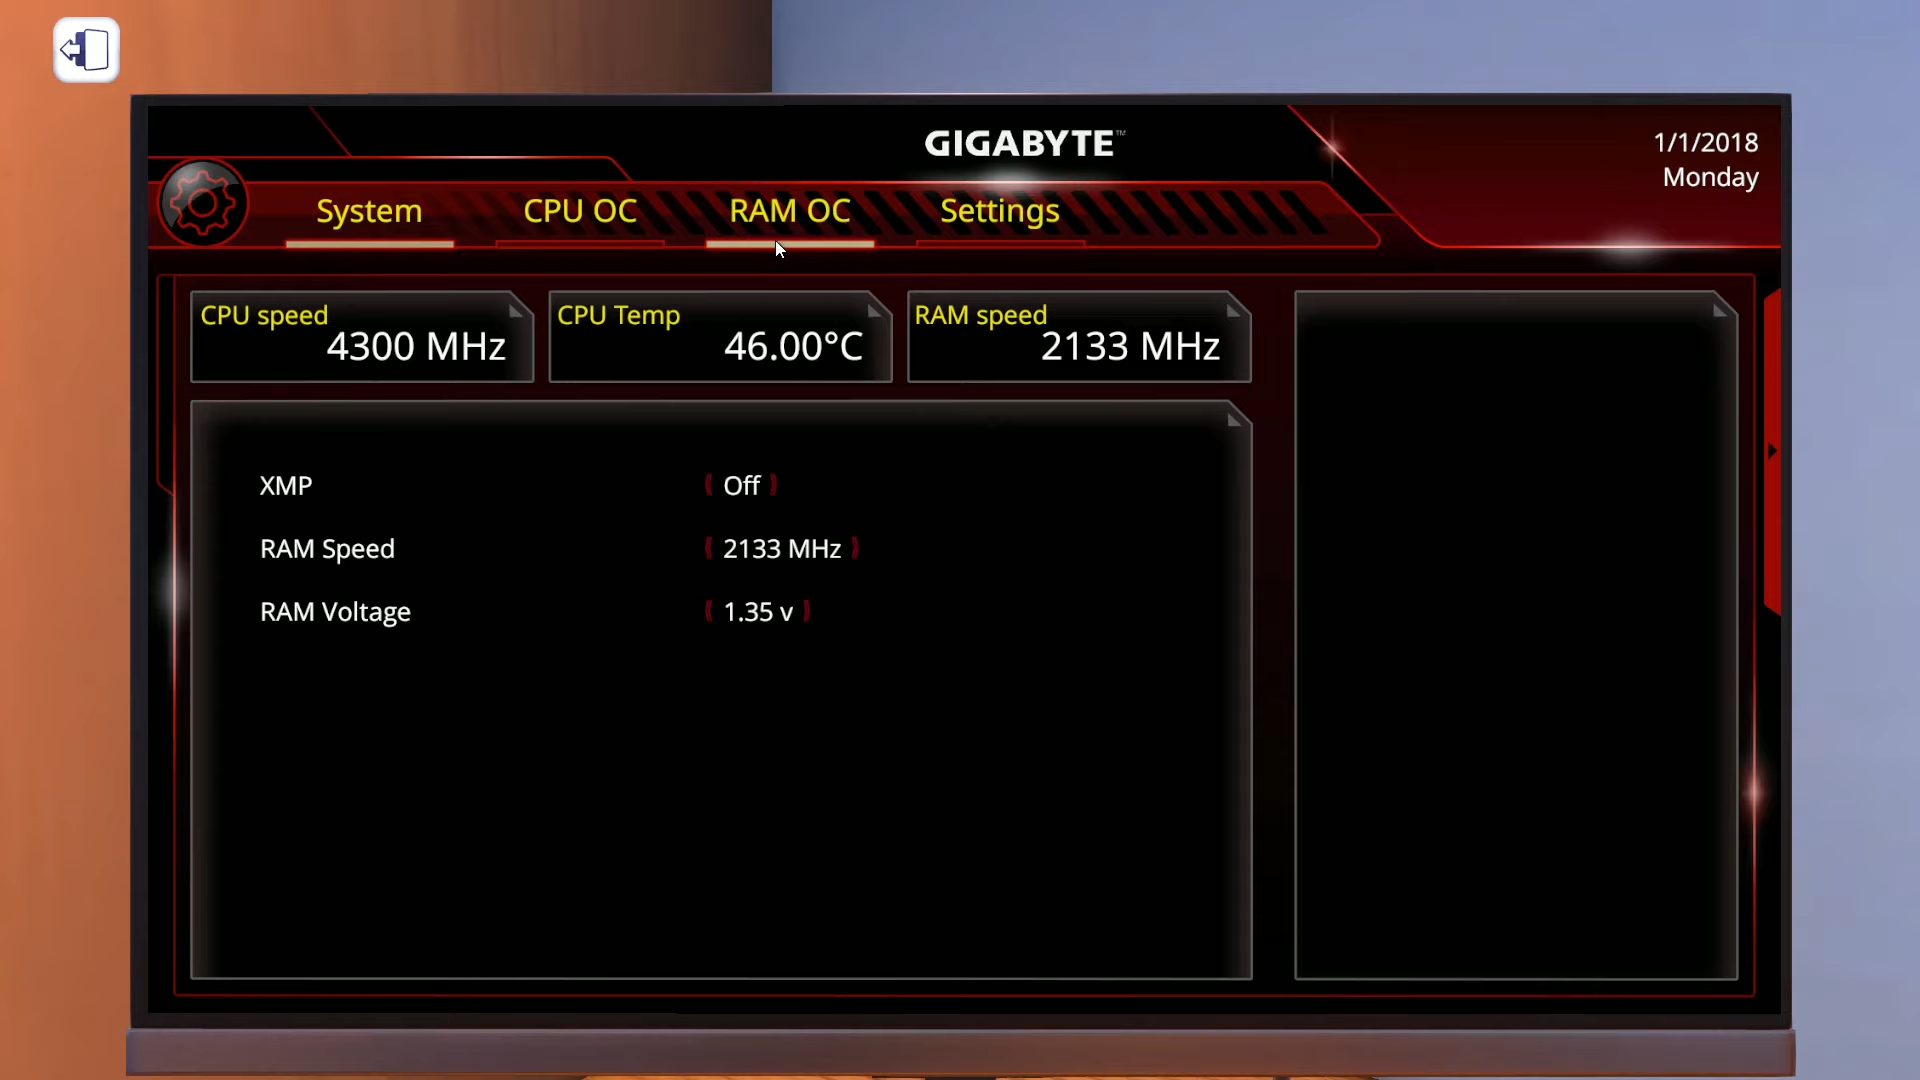 GIGABYTE™
1/1/2018
Monday
System
CPU OC
RAM OC
Settings
CPU speed
4300 MHz
CPU Temp
46.00°C
RAM speed
2133 MHz
XMP
Off
RAM Speed
2133 MHz
RAM Voltage
1.35 v